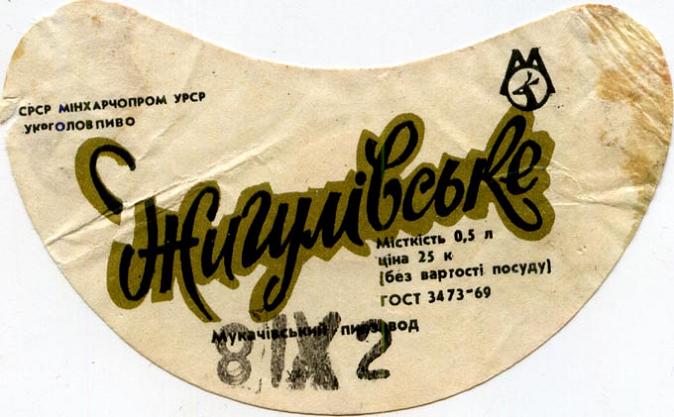 СРСР МІНХАРЧОПРОМ УРСР
УКРГОЛОВПИВО
Жигулівське
Місткість 0,5 л
ціна 25 к
(без вартості посуду)
ГОСТ 3473-69
Мукачівський пивзавод
8 IX 2